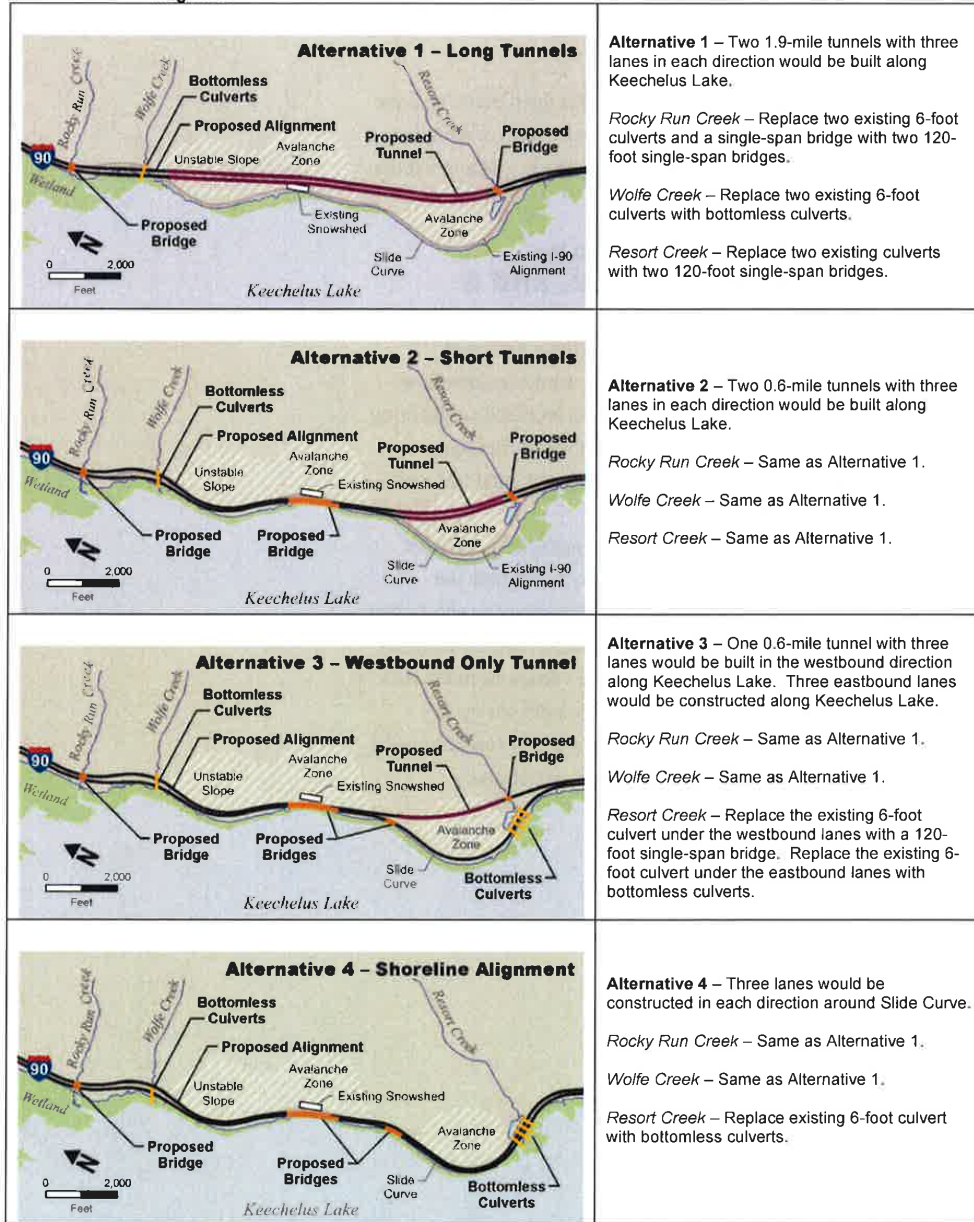 Alternative 1 – Long Tunnels
Rocky Run Creek
Wolfe Creek
Bottomless
Culverts
Resort Creek
Proposed Alignment
Proposed
Tunnel
Proposed
Bridge
90
Unstable Slope
Avalanche
Zone
Wetland
Proposed
Bridge
Existing
Snowshed
Avalanche
Zone
Slide
Curve
Existing I-90
Alignment
N
0 2,000
Feet
Keechelus Lake
Alternative 1 – Two 1.9-mile tunnels with three
lanes in each direction would be built along
Keechelus Lake.
Rocky Run Creek – Replace two existing 6-foot
culverts and a single-span bridge with two 120-
foot single-span bridges.
Wolfe Creek – Replace two existing 6-foot
culverts with bottomless culverts.
Resort Creek – Replace two existing culverts
with two 120-foot single-span bridges.
Alternative 2 – Short Tunnels
Rocky Run Creek
Wolfe Creek
Bottomless
Culverts
Resort Creek
Proposed Alignment
Proposed
Tunnel
Proposed
Bridge
90
Unstable
Slope
Avalanche
Zone
Existing Snowshed
Wetland
Proposed
Bridge
Proposed
Bridge
Avalanche
Zone
Slide
Curve
Existing I-90
Alignment
N
0 2,000
Feet
Keechelus Lake
Alternative 2 – Two 0.6-mile tunnels with three
lanes in each direction would be built along
Keechelus Lake.
Rocky Run Creek – Same as Alternative 1.
Wolfe Creek – Same as Alternative 1.
Resort Creek – Same as Alternative 1.
Alternative 3 – Westbound Only Tunnel
Rocky Run Creek
Wolfe Creek
Bottomless
Culverts
Resort Creek
Proposed Alignment
Proposed
Tunnel
Proposed
Bridge
90
Unstable
Slope
Avalanche
Zone
Existing Snowshed
Wetland
Proposed
Bridge
Proposed
Bridges
Avalanche
Zone
Slide
Curve
Bottomless
Culverts
N
0 2,000
Feet
Keechelus Lake
Alternative 3 – One 0.6-mile tunnel with three
lanes would be built in the westbound direction
along Keechelus Lake. Three eastbound lanes
would be constructed along Keechelus Lake.
Rocky Run Creek – Same as Alternative 1.
Wolfe Creek – Same as Alternative 1.
Resort Creek – Replace the existing 6-foot
culvert under the westbound lanes with a 120-
foot single-span bridge. Replace the existing 6-
foot culvert under the eastbound lanes with
bottomless culverts.
Alternative 4 – Shoreline Alignment
Rocky Run Creek
Wolfe Creek
Bottomless
Culverts
Resort Creek
Proposed Alignment
90
Unstable
Slope
Avalanche
Zone
Existing Snowshed
Wetland
Proposed
Bridge
Proposed
Bridges
Avalanche
Zone
Slide
Curve
Bottomless
Culverts
N
0 2,000
Feet
Keechelus Lake
Alternative 4 – Three lanes would be
constructed in each direction around Slide Curve.
Rocky Run Creek – Same as Alternative 1.
Wolfe Creek – Same as Alternative 1.
Resort Creek – Replace existing 6-foot culvert
with bottomless culverts.